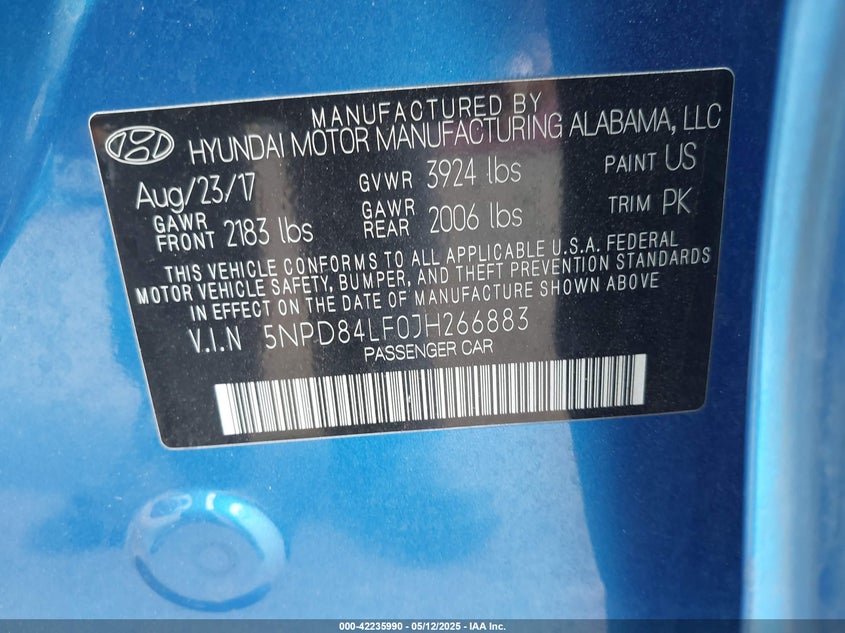 MANUFACTURED BY
HYUNDAI MOTOR MANUFACTURING ALABAMA, LLC
Aug/23/17 GVWR 3924 lbs PAINT US
GAWR FRONT 2183 lbs GAWR REAR 2006 lbs TRIM PK
THIS VEHICLE CONFORMS TO ALL APPLICABLE U.S.A. FEDERAL
MOTOR VEHICLE SAFETY, BUMPER, AND THEFT PREVENTION STANDARDS
IN EFFECT ON THE DATE OF MANUFACTURE SHOWN ABOVE.
V.I.N 5NPD84LF0JH266883
PASSENGER CAR
000-42235990 - 05/12/2025 - IAA Inc.